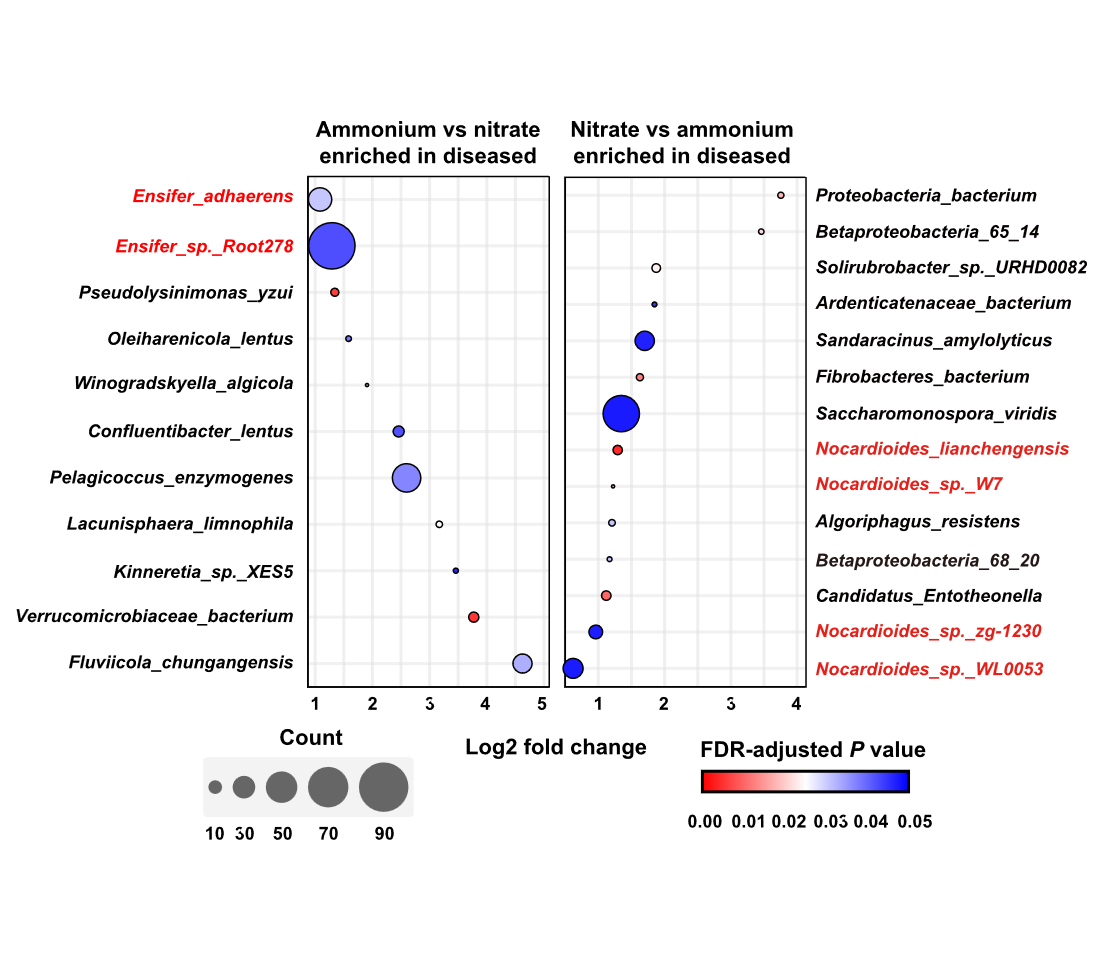 Ammonium vs nitrate
enriched in diseased
Nitrate vs ammonium
enriched in diseased
Ensifer_adhaerens
Ensifer_sp._Root278
Pseudolysinimonas_yzui
Oleiharenicola_lentus
Winogradskyella_algicola
Confluentibacter_lentus
Pelagicoccus_enzymogenes
Lacunisphaera_limnophila
Kinneretia_sp._XES5
Verrucomicrobiaceae_bacterium
Fluviicola_chungangensis
Proteobacteria_bacterium
Betaproteobacteria_65_14
Solirubrobacter_sp._URHD0082
Ardenticatenaceae_bacterium
Sandaracinus_amylolyticus
Fibrobacteres_bacterium
Saccharomonospora_viridis
Nocardioides_lianchengensis
Nocardioides_sp._W7
Algoriphagus_resistens
Betaproteobacteria_68_20
Candidatus_Entotheonella
Nocardioides_sp._zg-1230
Nocardioides_sp._WL0053
1 2 3 4 5
1 2 3 4
Log2 fold change
Count
10 30 50 70 90
FDR-adjusted P value
0.00 0.01 0.02 0.03 0.04 0.05